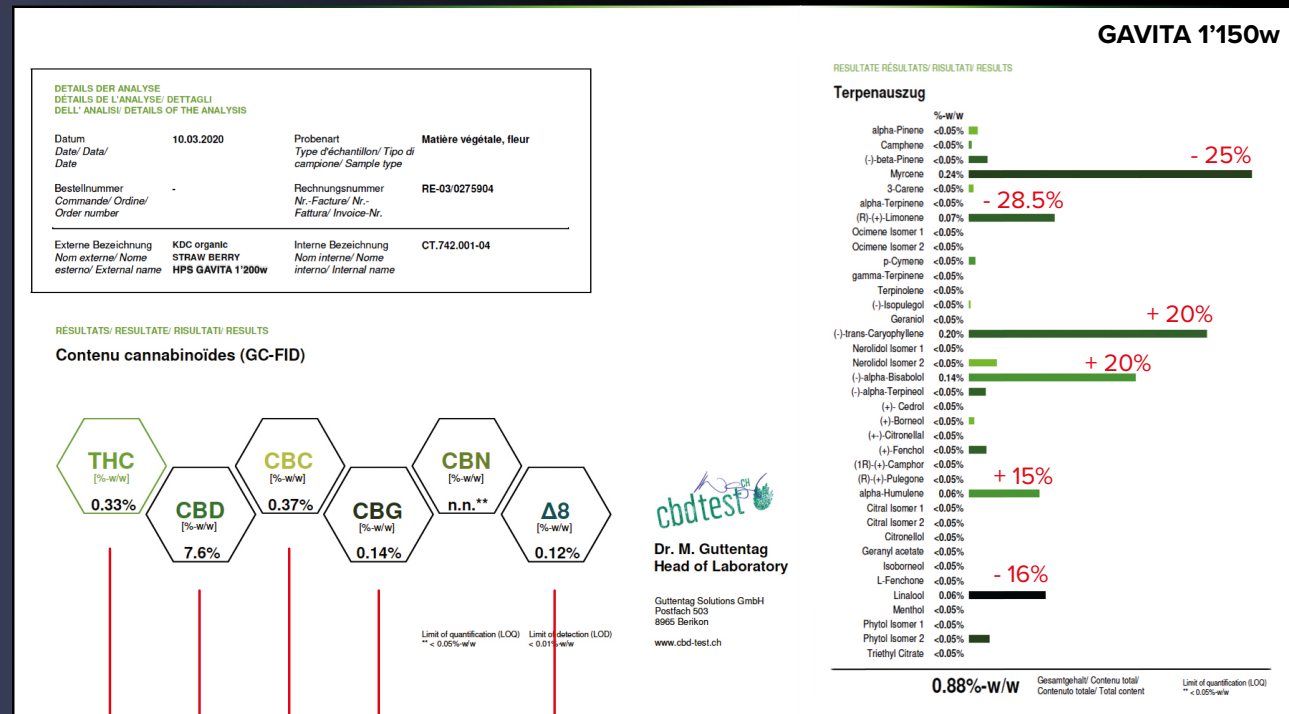 GAVITA 1'150w
DETAILS DER ANALYSE
DÉTAILS DE L'ANALYSE/ DETTAGLI
DELL' ANALISI/ DETAILS OF THE ANALYSIS
Datum
Date/ Data/
Date
10.03.2020
Probenart
Type d'échantillon/ Tipo di
campione/ Sample type
Matière végétale, fleur
Bestellnummer
Commande/ Ordine/
Order number
-
Rechnungsnummer
Nr.-Facture/ Nr.-
Fattura/ Invoice-Nr.
RE-03/0275904
Externe Bezeichnung
Nom externe/ Nome
esterno/ External name
KDC organic
STRAW BERRY
HPS GAVITA 1'200w
Interne Bezeichnung
Nom interne/ Nome
interno/ Internal name
CT.742.001-04
RÉSULTATS/ RESULTATE/ RISULTATI/ RESULTS
Contenu cannabinoïdes (GC-FID)
THC
[%-w/w]
0.33%
CBD
[%-w/w]
7.6%
CBC
[%-w/w]
0.37%
CBG
[%-w/w]
0.14%
CBN
[%-w/w]
n.n.**
Δ8
[%-w/w]
0.12%
Limit of quantification (LOQ)
** < 0.05%-w/w
Limit of detection (LOD)
< 0.01%-w/w
cbdtest CH
Dr. M. Guttentag
Head of Laboratory
Guttentag Solutions GmbH
Postfach 503
8965 Berikon
www.cbd-test.ch
RESULTATE RÉSULTATS/ RISULTATI/ RESULTS
Terpenauszug
%-w/w
alpha-Pinene <0.05%
Camphene <0.05%
(-)-beta-Pinene <0.05%
- 25%
Myrcene 0.24%
3-Carene <0.05%
alpha-Terpinene <0.05%
- 28.5%
(R)-(+)-Limonene 0.07%
Ocimene Isomer 1 <0.05%
Ocimene Isomer 2 <0.05%
p-Cymene <0.05%
gamma-Terpinene <0.05%
Terpinolene <0.05%
(-)-Isopulegol <0.05%
Geraniol <0.05%
+ 20%
(-)-trans-Caryophyllene 0.20%
Nerolidol Isomer 1 <0.05%
Nerolidol Isomer 2 <0.05%
+ 20%
(-)-alpha-Bisabolol 0.14%
(-)-alpha-Terpineol <0.05%
(+)- Cedrol <0.05%
(+)-Borneol <0.05%
(+-)-Citronellal <0.05%
(+)-Fenchol <0.05%
(1R)-(+)-Camphor <0.05%
(R)-(+)-Pulegone <0.05%
+ 15%
alpha-Humulene 0.06%
Citral Isomer 1 <0.05%
Citral Isomer 2 <0.05%
Citronellol <0.05%
Geranyl acetate <0.05%
Isoborneol <0.05%
L-Fenchone <0.05%
- 16%
Linalool 0.06%
Menthol <0.05%
Phytol Isomer 1 <0.05%
Phytol Isomer 2 <0.05%
Triethyl Citrate <0.05%
0.88%-w/w
Gesamtgehalt/ Contenu total/
Contenuto totale/ Total content
Limit of quantification (LOQ)
** < 0.05%-w/w